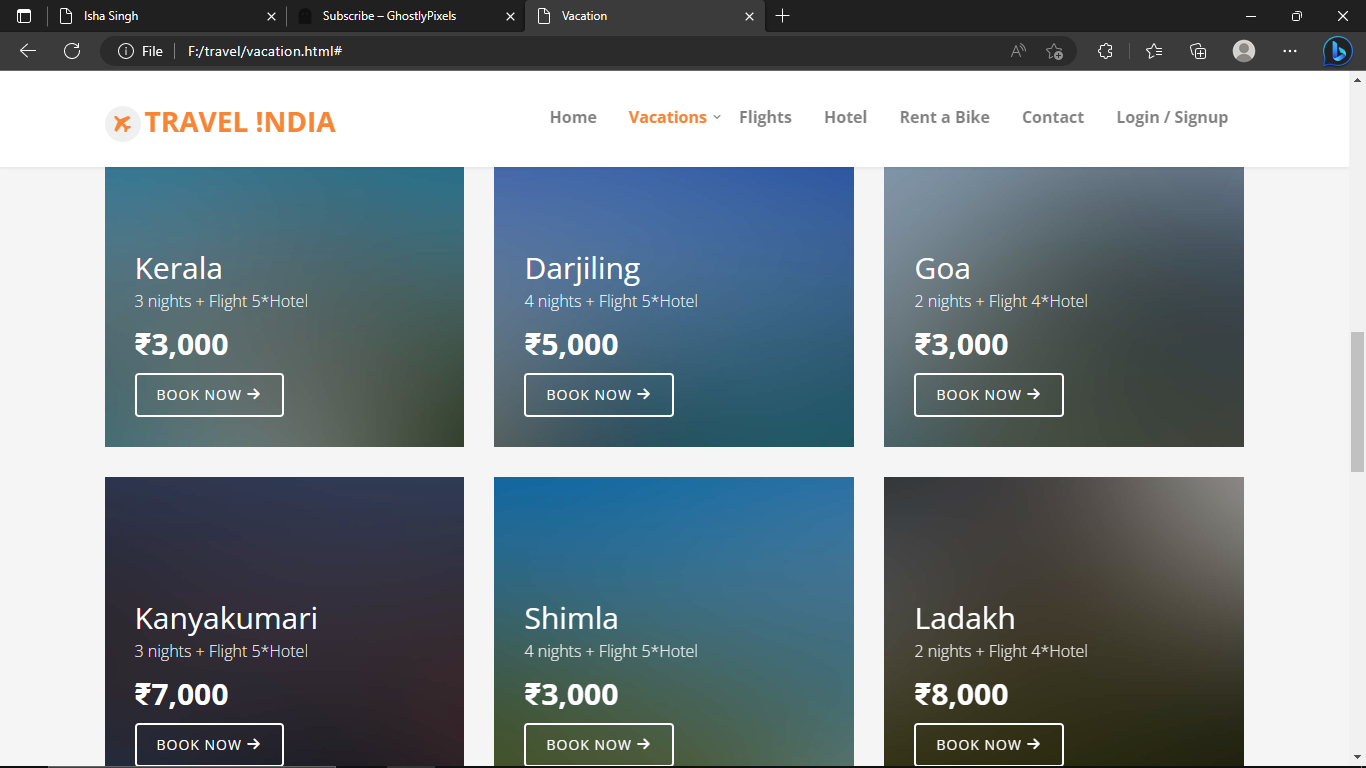 Isha Singh
Subscribe – GhostlyPixels
Vacation
File
F:/travel/vacation.html#
TRAVEL !NDIA
Home Vacations Flights Hotel Rent a Bike Contact Login / Signup
Kerala
3 nights + Flight 5*Hotel
₹3,000
BOOK NOW →
Darjiling
4 nights + Flight 5*Hotel
₹5,000
BOOK NOW →
Goa
2 nights + Flight 4*Hotel
₹3,000
BOOK NOW →
Kanyakumari
3 nights + Flight 5*Hotel
₹7,000
BOOK NOW →
Shimla
4 nights + Flight 5*Hotel
₹3,000
BOOK NOW →
Ladakh
2 nights + Flight 4*Hotel
₹8,000
BOOK NOW →